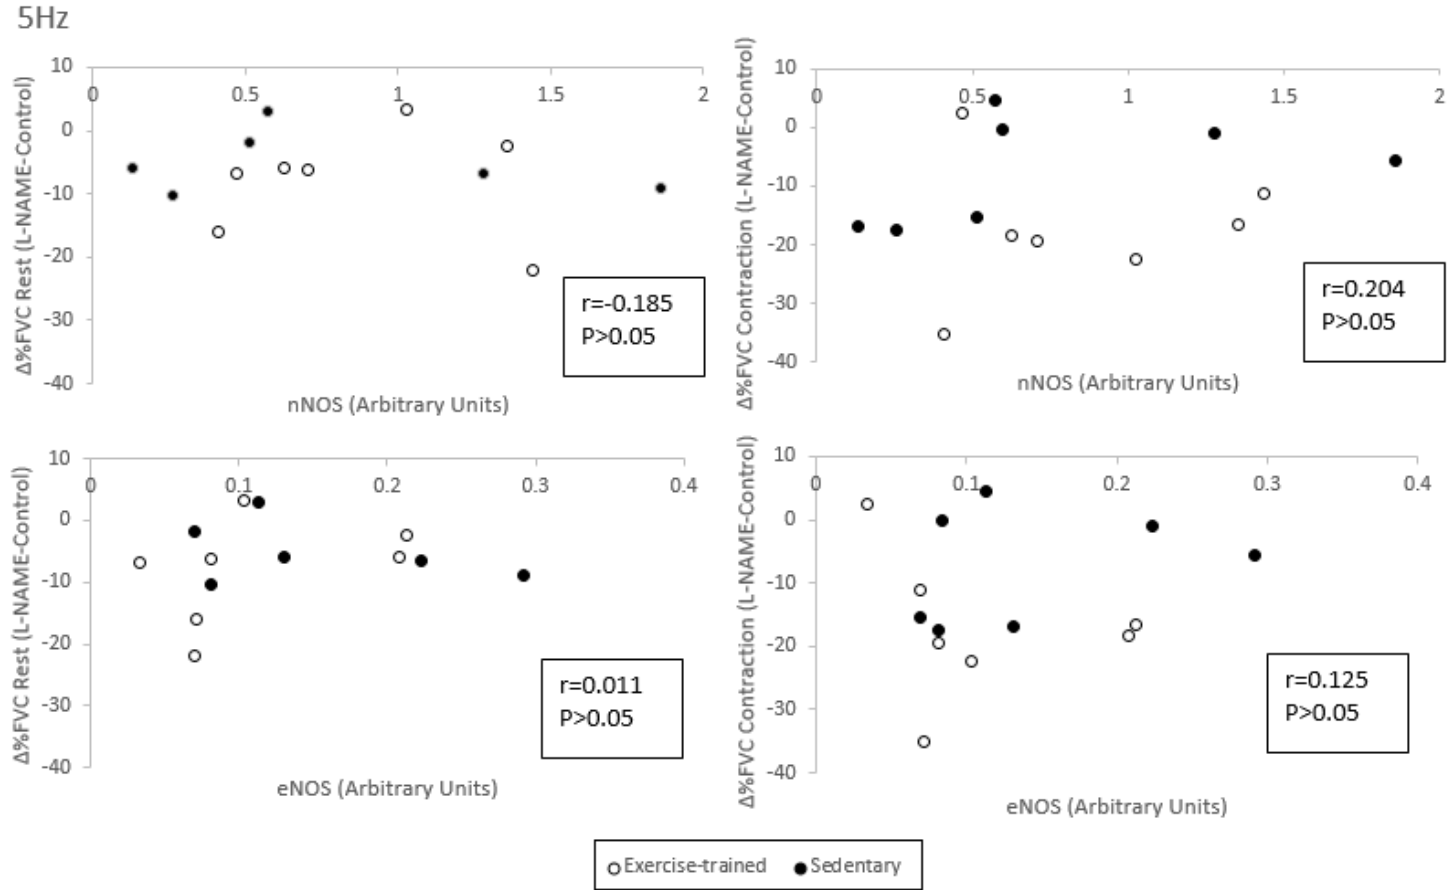 5Hz
Δ%FVC Rest (L-NAME-Control)
10
0
-10
-20
-30
-40
0
0.5
1
1.5
2
r=-0.185
P>0.05
nNOS (Arbitrary Units)
Δ%FVC Contraction (L-NAME-Control)
10
0
-10
-20
-30
-40
0
0.5
1
1.5
2
r=0.204
P>0.05
nNOS (Arbitrary Units)
Δ%FVC Rest (L-NAME-Control)
10
0
-10
-20
-30
-40
0
0.1
0.2
0.3
0.4
r=0.011
P>0.05
eNOS (Arbitrary Units)
Δ%FVC Contraction (L-NAME-Control)
10
0
-10
-20
-30
-40
0
0.1
0.2
0.3
0.4
r=0.125
P>0.05
eNOS (Arbitrary Units)
Exercise-trained
Sedentary